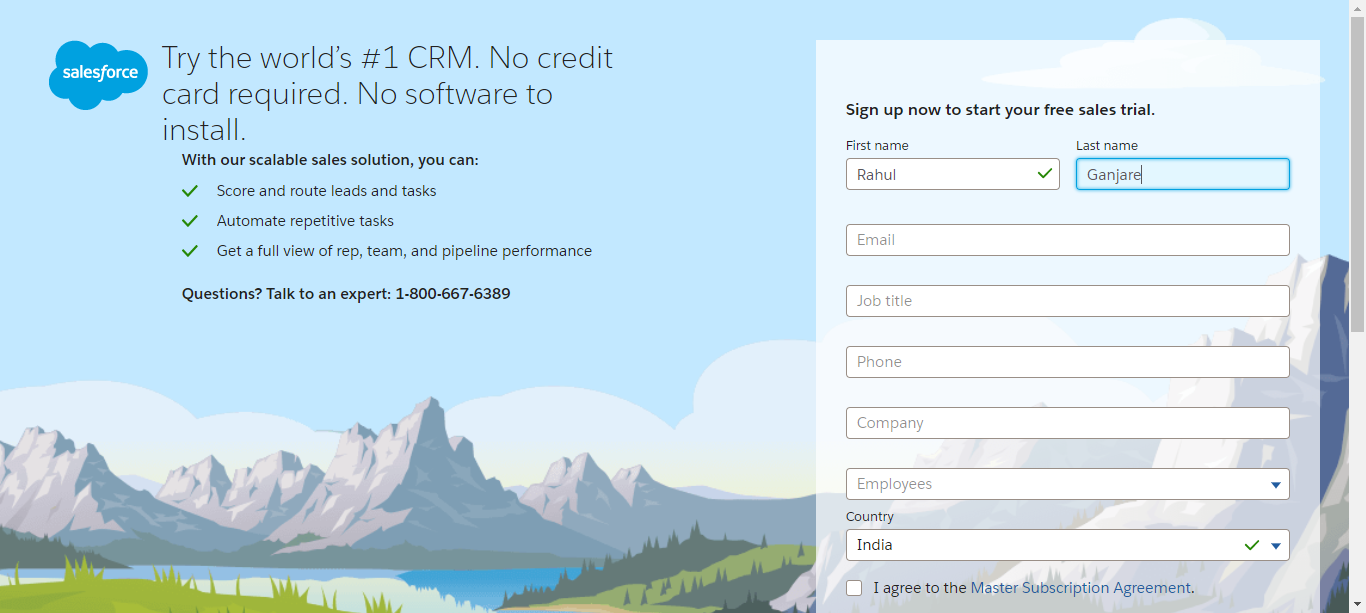 salesforce
Try the world's #1 CRM. No credit
card required. No software to
install.
With our scalable sales solution, you can:
Score and route leads and tasks
Automate repetitive tasks
Get a full view of rep, team, and pipeline performance
Questions? Talk to an expert: 1-800-667-6389
Sign up now to start your free sales trial.
First name Last name
Rahul Ganjare
Email
Job title
Phone
Company
Employees
Country
India
I agree to the Master Subscription Agreement.